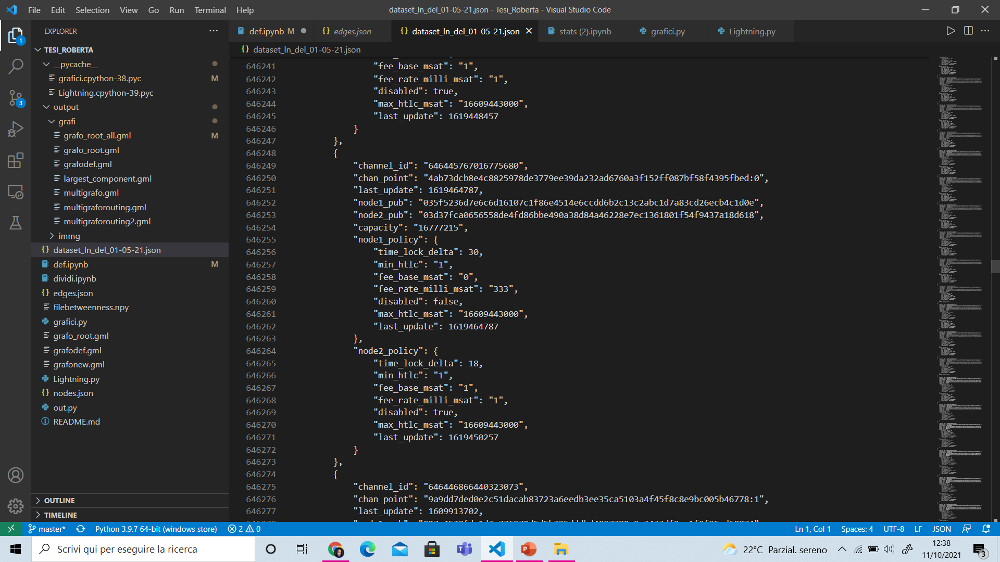 File Edit Selection View Go Run Terminal Help
dataset_ln_del_01-05-21.json - Tesi_Roberta - Visual Studio Code
EXPLORER
TESI_ROBERTA
__pycache__
grafici.cpython-38.pyc M
Lightning.cpython-39.pyc
output
grafi
grafo_root_all.gml M
grafo_root.gml
grafodef.gml
largest_component.gml
multigrafo.gml
multigraforouting.gml
multigraforouting2.gml
immg
dataset_ln_del_01-05-21.json
def.ipynb M
dividi.ipynb
edges.json
filebetweenness.npy
grafici.py
grafo_root.gml
grafodef.gml
grafonew.gml
Lightning.py
nodes.json
out.py
README.md
OUTLINE
TIMELINE
1
3
def.ipynb M
edges.json
dataset_ln_del_01-05-21.json
stats (2).ipynb
grafici.py
Lightning.py
dataset_ln_del_01-05-21.json
646241 "fee_base_msat": "1",
646242 "fee_rate_milli_msat": "1",
646243 "disabled": true,
646244 "max_htlc_msat": "16609443000",
646245 "last_update": 1619448457
646246 }
646247 },
646248 {
646249 "channel_id": "646445767016775680",
646250 "chan_point": "4ab73dcb8e4c8825978de3779ee39da232ad6760a3f152ff087bf58f4395fbed:0",
646251 "last_update": 1619464787,
646252 "node1_pub": "035f5236d7e6c6d16107c1f86e4514e6ccdd6b2c13c2abc1d7a83cd26ecb4c1d0e",
646253 "node2_pub": "03d37fca0656558de4fd86bbe490a38d84a46228e7ec1361801f54f9437a18d618",
646254 "capacity": "16777215",
646255 "node1_policy": {
646256 "time_lock_delta": 30,
646257 "min_htlc": "1",
646258 "fee_base_msat": "0",
646259 "fee_rate_milli_msat": "333",
646260 "disabled": false,
646261 "max_htlc_msat": "16609443000",
646262 "last_update": 1619464787
646263 },
646264 "node2_policy": {
646265 "time_lock_delta": 18,
646266 "min_htlc": "1",
646267 "fee_base_msat": "1",
646268 "fee_rate_milli_msat": "1",
646269 "disabled": true,
646270 "max_htlc_msat": "16609443000",
646271 "last_update": 1619450257
646272 }
646273 },
646274 {
646275 "channel_id": "646446866440323073",
646276 "chan_point": "9a9dd7ded0e2c51dacab83723a6eedb3ee35ca5103a4f45f8c8e9bc005b46778:1",
646277 "last_update": 1609913702,
master* Python 3.9.7 64-bit (windows store) 2 0
Ln 1, Col 1 Spaces: 4 UTF-8 LF JSON
Scrivi qui per eseguire la ricerca
22°C Parzial. sereno
12:38
11/10/2021
3